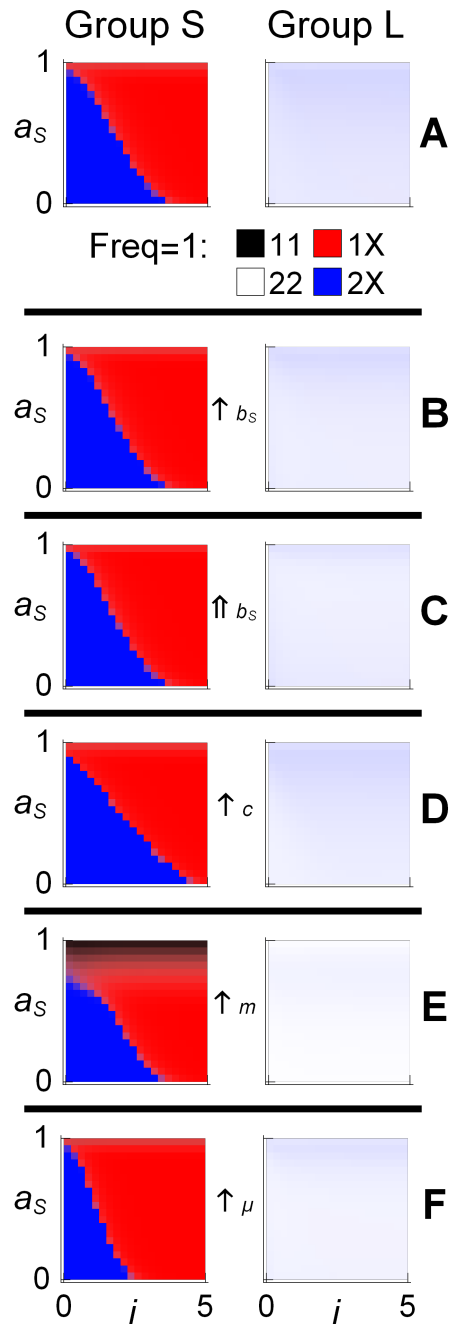 Group S Group L
1
a_S A
0
Freq=1: 11 1X
22 2X
1
a_S ↑ b_S B
0
1
a_S ⇑ b_S C
0
1
a_S ↑ c D
0
1
a_S ↑ m E
0
1
a_S ↑ μ F
0
0 i 5 0 i 5